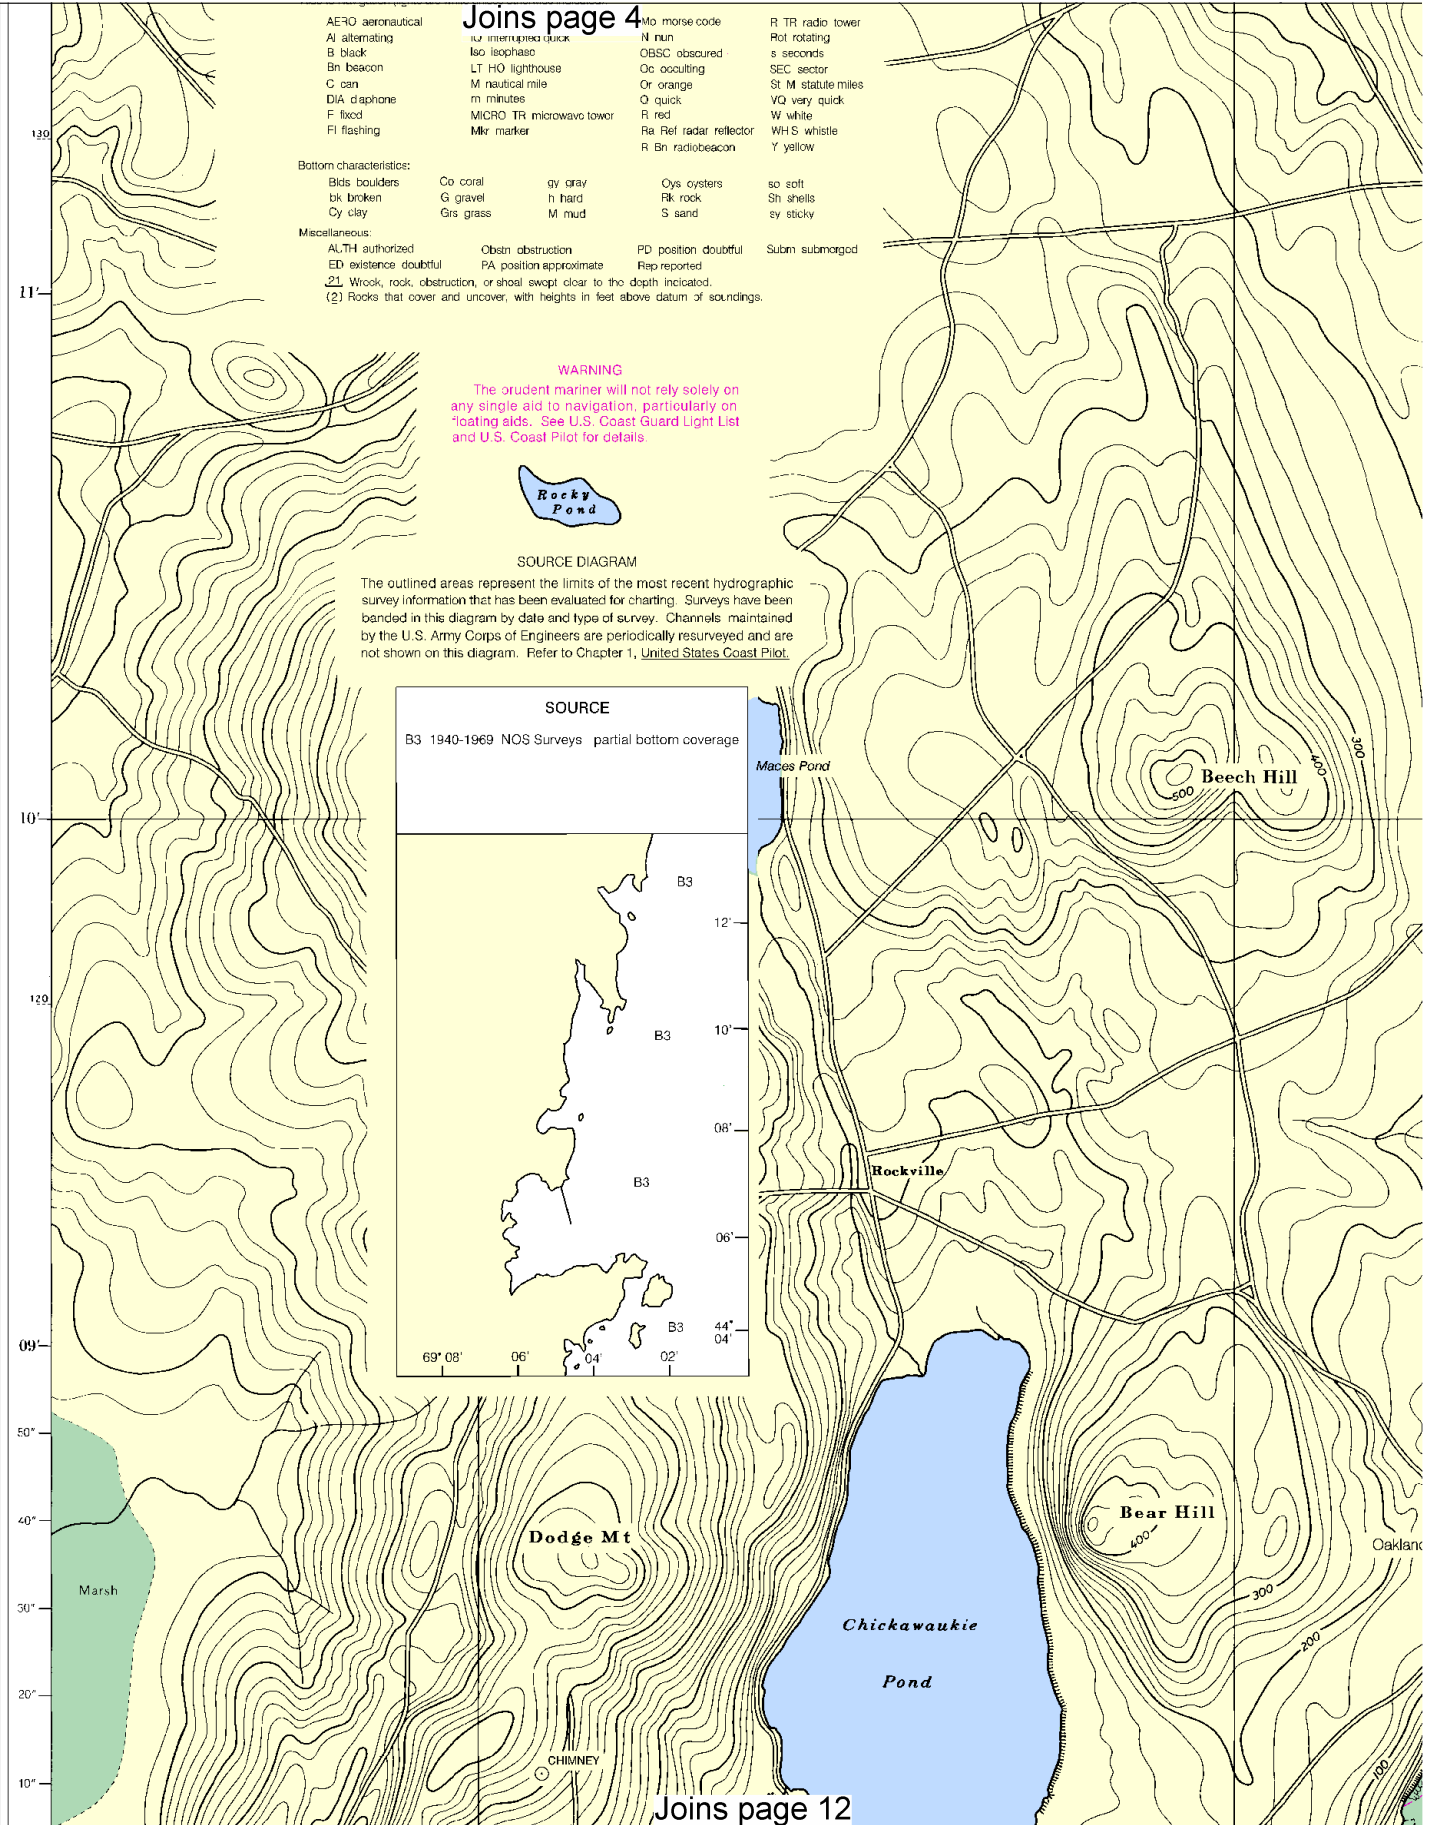 Joins page 4
AERO aeronautical
Al alternating
B black
Bn beacon
C can
DIA diaphone
F fixed
Fl flashing
IQ interrupted quick
Iso isophase
LT HO lighthouse
M nautical mile
m minutes
MICRO TR microwave tower
Mkr marker
Mo morse code
N nun
OBSC obscured
Oc occulting
Or orange
Q quick
R red
Ra Ref radar reflector
R Bn radiobeacon
R TR radio tower
Rot rotating
s seconds
SEC sector
St M statute miles
VQ very quick
W white
WHIS whistle
Y yellow
Bottom characteristics:
Blds boulders
bk broken
Cy clay
Co coral
G gravel
Grs grass
gy gray
h hard
M mud
Oys oysters
Rk rock
S sand
so soft
Sh shells
sy sticky
Miscellaneous:
AUTH authorized
ED existence doubtful
Obstn obstruction
PA position approximate
PD position doubtful
Rep reported
Subm submerged
21 Wreck, rock, obstruction, or shoal swept clear to the depth indicated.
(2) Rocks that cover and uncover, with heights in feet above datum of soundings.
130
11'
WARNING
The prudent mariner will not rely solely on
any single aid to navigation, particularly on
floating aids. See U.S. Coast Guard Light List
and U.S. Coast Pilot for details.
Rocky
Pond
SOURCE DIAGRAM
The outlined areas represent the limits of the most recent hydrographic
survey information that has been evaluated for charting. Surveys have been
banded in this diagram by date and type of survey. Channels maintained
by the U.S. Army Corps of Engineers are periodically resurveyed and are
not shown on this diagram. Refer to Chapter 1, United States Coast Pilot.
SOURCE
B3 1940-1969 NOS Surveys partial bottom coverage
Maces Pond
300
400
Beech Hill
500
10'
B3
12'
129
10'
B3
08'
Rockville
B3
06'
B3
44°
04'
69° 08'
06'
04'
02'
09'
50"
40"
30"
20"
10"
Dodge Mt
Bear Hill
400
Oakland
Marsh
300
Chickawaukie
Pond
200
CHIMNEY
100
Joins page 12